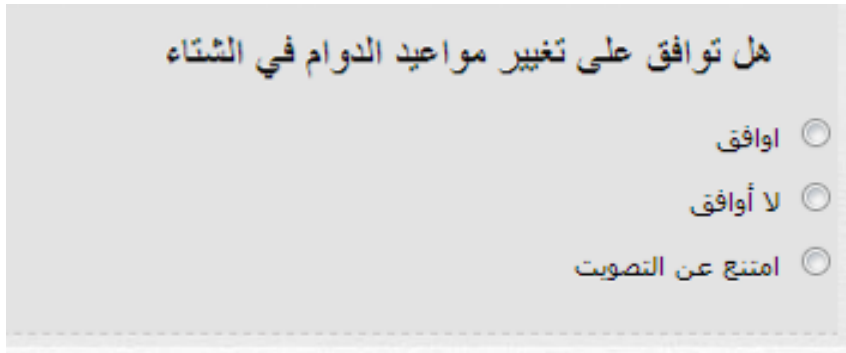 هل توافق على تغيير مواعيد الدوام في الشتاء
اوافق
لا أوافق
امتنع عن التصويت